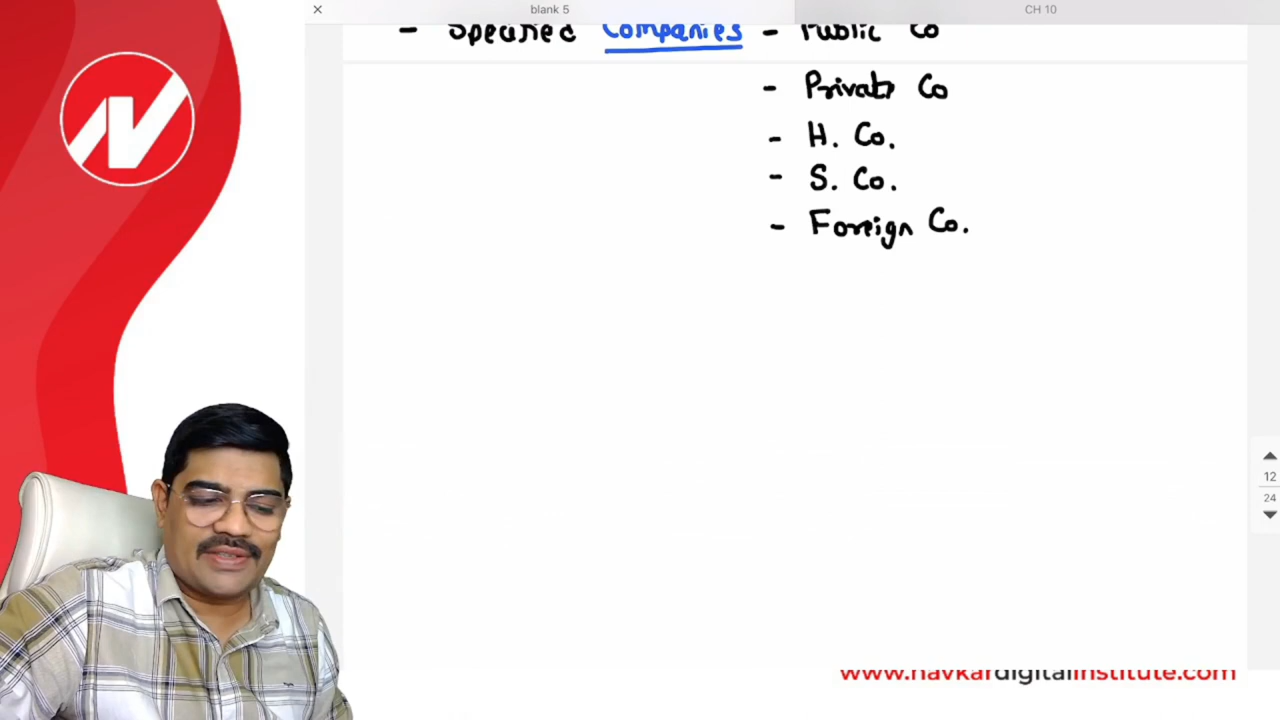 blank 5 CH 10
- Specified Companies - Public Co
- Private Co
- H. Co.
- S. Co.
- Foreign Co.
12
24
www.navkardigitalinstitute.com